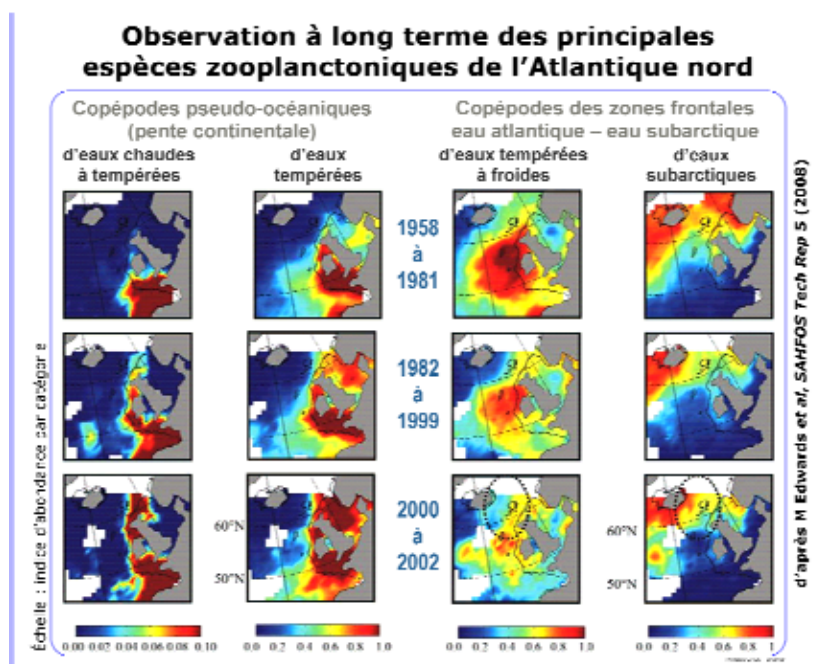 Observation à long terme des principales
espèces zooplanctoniques de l'Atlantique nord
Copépodes pseudo-océaniques
(pente continentale)
Copépodes des zones frontales
eau atlantique – eau subarctique
d'eaux chaudes
à tempérées
d'eaux
tempérées
d'eaux tempérées
à froides
d'eaux
subarctiques
1958
à
1981
1982
à
1999
2000
à
2002
60°N
50°N
60°N
50°N
Échelle : indice d'abondance par catégorie
d'après M Edwards et al, SAHFOS Tech Rep 5 (2008)
0.00 0.02 0.04 0.06 0.08 0.10
0.0 0.2 0.4 0.6 0.8 1.0
0.0 0.2 0.4 0.6 0.8 1.0
0.0 0.2 0.4 0.6 0.8 1.0